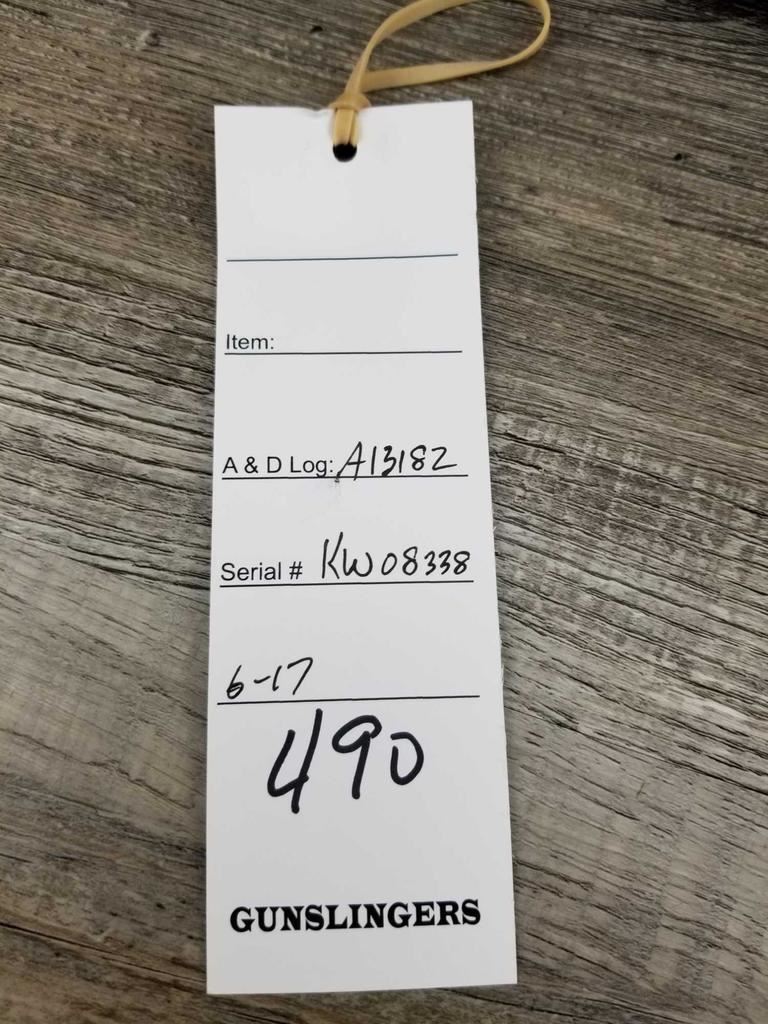 Item:
A & D Log: A13182
Serial # KW08338
6-17
490
GUNSLINGERS